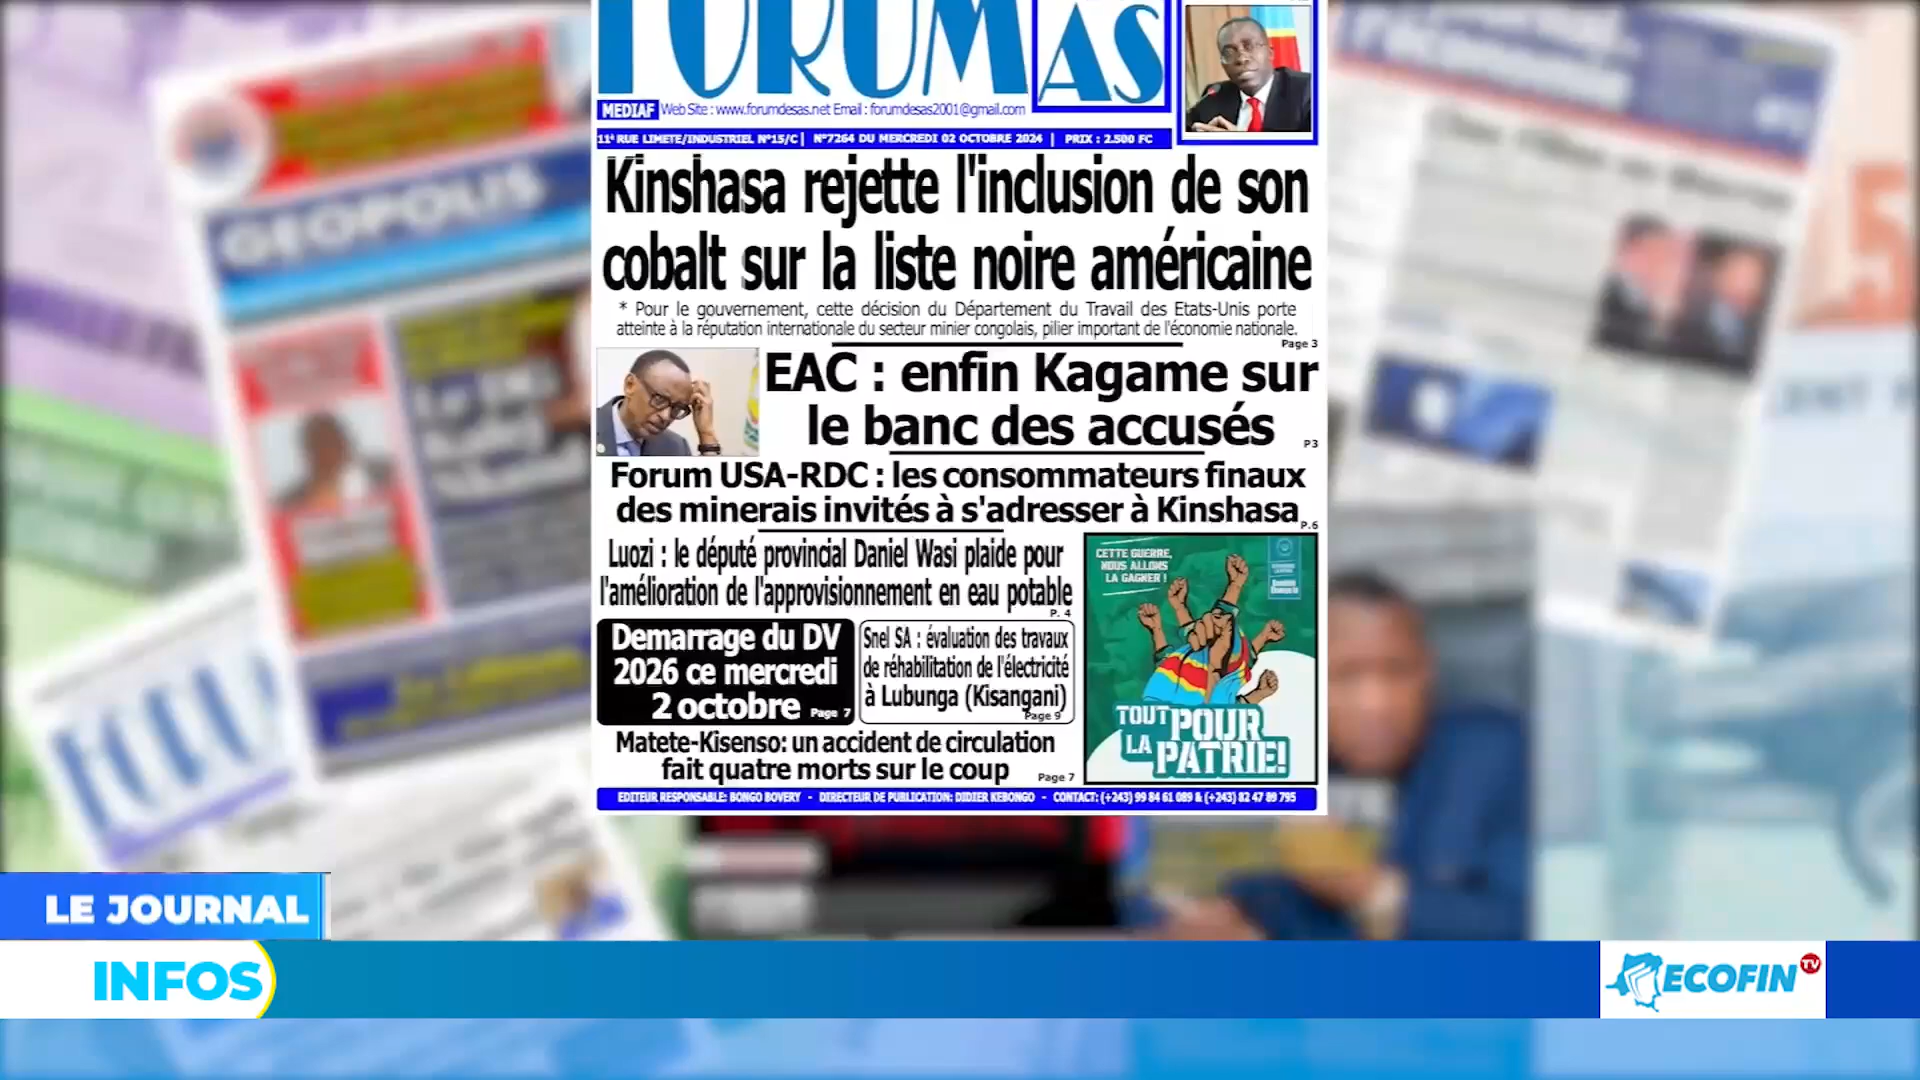 FORUM
AS
MEDIAF Web Site : www.forumdesas.net Email : forumdesas2001@gmail.com
11è RUE LIMETE/INDUSTRIEL N°15/C | N°7264 DU MERCREDI 02 OCTOBRE 2024 | PRIX : 2.500 FC
Kinshasa rejette l'inclusion de son
cobalt sur la liste noire américaine
* Pour le gouvernement, cette décision du Département du Travail des Etats-Unis porte
atteinte à la réputation internationale du secteur minier congolais, pilier important de l'économie nationale.
Page 3
EAC : enfin Kagame sur
le banc des accusés
P3
Forum USA-RDC : les consommateurs finaux
des minerais invités à s'adresser à Kinshasa
P.6
Luozi : le député provincial Daniel Wasi plaide pour
l'amélioration de l'approvisionnement en eau potable
P. 4
Demarrage du DV
2026 ce mercredi
2 octobre Page 7
Snel SA : évaluation des travaux
de réhabilitation de l'électricité
à Lubunga (Kisangani)
Page 9
Matete-Kisenso: un accident de circulation
fait quatre morts sur le coup
Page 7
CETTE GUERRE,
NOUS ALLONS
LA GAGNER !
TOUT POUR
LA PATRIE!
EDITEUR RESPONSABLE: BONGO BOVERY - DIRECTEUR DE PUBLICATION: DIDIER KEBONGO - CONTACT: (+243) 99 84 61 089 & (+243) 82 47 89 795
GEOPOLIS
l'économie
LE JOURNAL
INFOS
ECOFIN TV